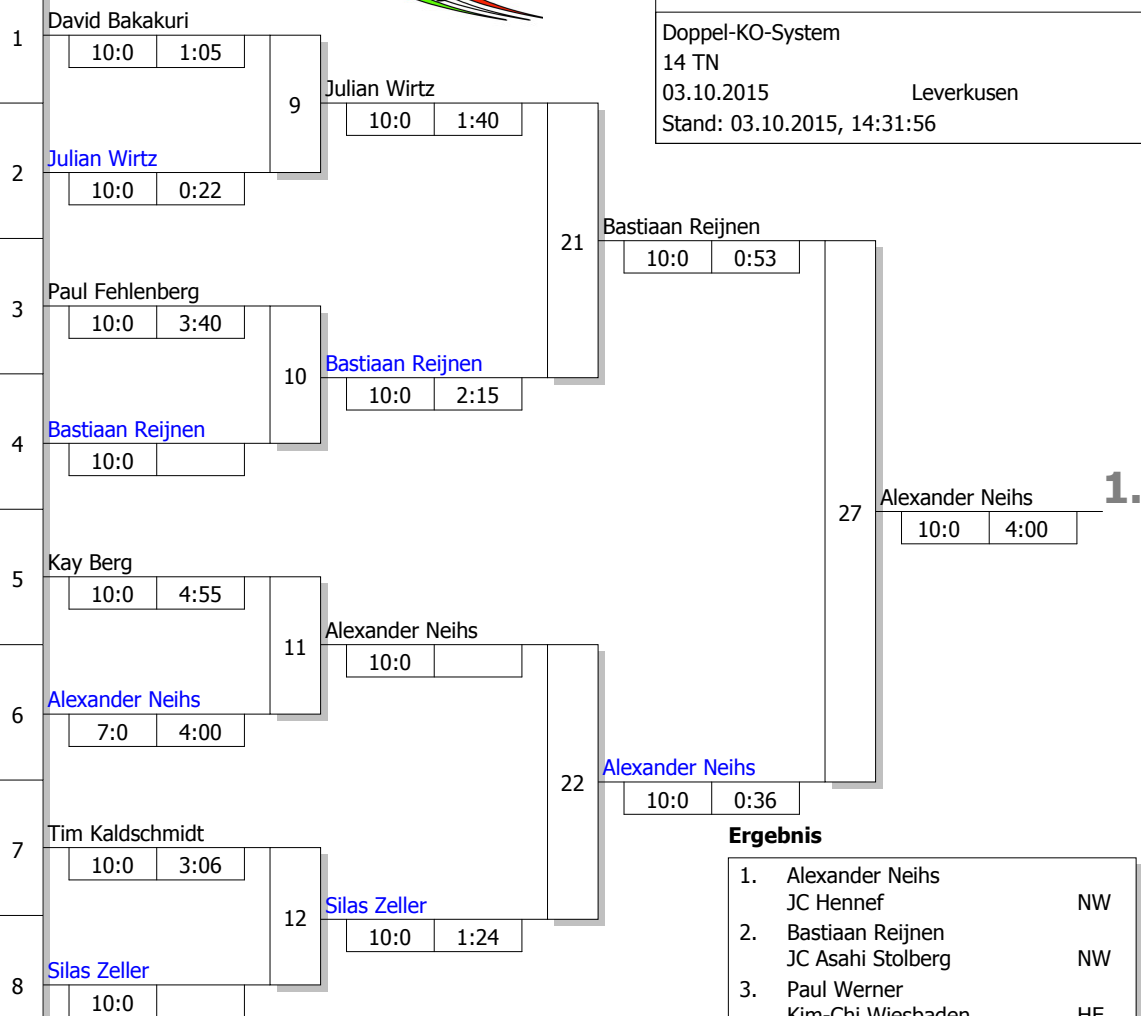 David Bakakuri
1
10:0 1:05
9
Julian Wirtz
10:0 1:40
Julian Wirtz
2
10:0 0:22
21
Bastiaan Reijnen
10:0 0:53
Paul Fehlenberg
3
10:0 3:40
10
Bastiaan Reijnen
10:0 2:15
Bastiaan Reijnen
4
10:0
27
Alexander Neihs 1.
10:0 4:00
Kay Berg
5
10:0 4:55
11
Alexander Neihs
10:0
Alexander Neihs
6
7:0 4:00
22
Alexander Neihs
10:0 0:36
Tim Kaldschmidt
7
10:0 3:06
12
Silas Zeller
10:0 1:24
Silas Zeller
8
10:0
Doppel-KO-System
14 TN
03.10.2015 Leverkusen
Stand: 03.10.2015, 14:31:56
Ergebnis
1. Alexander Neihs
JC Hennef NW
2. Bastiaan Reijnen
JC Asahi Stolberg NW
3. Paul Werner
Kim-Chi Wiesbaden HE